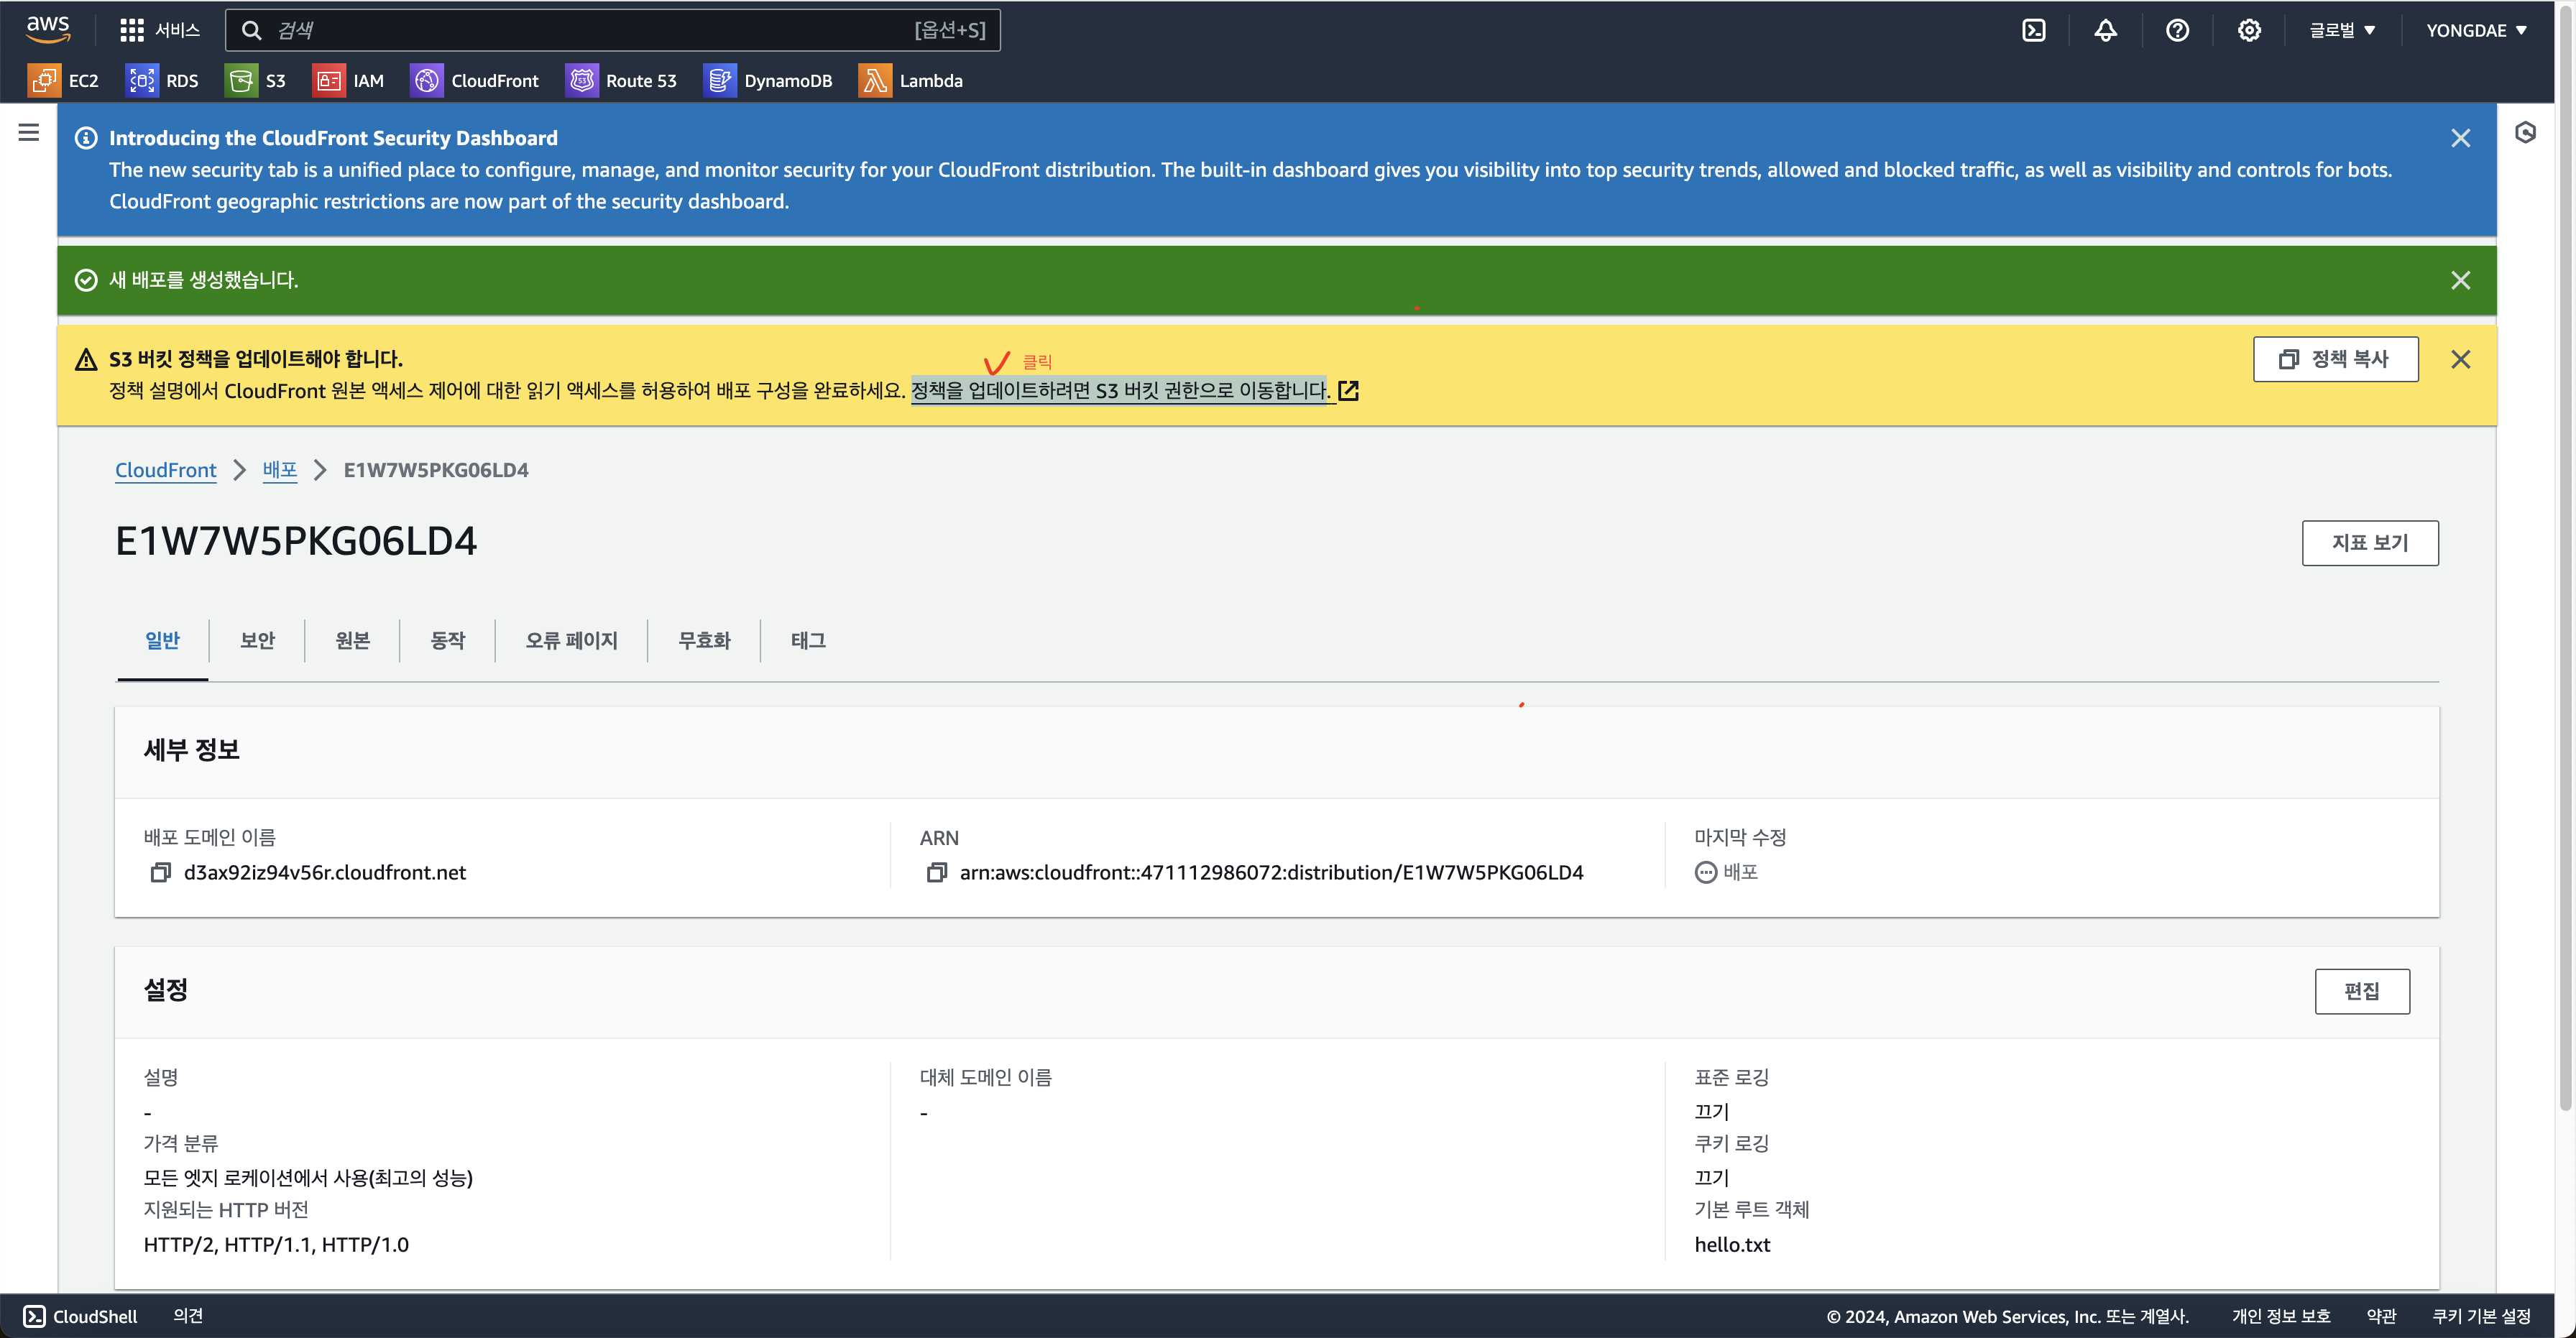 aws
서비스
검색
[옵션+S]
글로벌
YONGDAE
EC2
RDS
S3
IAM
CloudFront
Route 53
DynamoDB
Lambda
Introducing the CloudFront Security Dashboard
The new security tab is a unified place to configure, manage, and monitor security for your CloudFront distribution. The built-in dashboard gives you visibility into top security trends, allowed and blocked traffic, as well as visibility and controls for bots.
CloudFront geographic restrictions are now part of the security dashboard.
새 배포를 생성했습니다.
S3 버킷 정책을 업데이트해야 합니다.
클릭
정책 복사
정책 설명에서 CloudFront 원본 액세스 제어에 대한 읽기 액세스를 허용하여 배포 구성을 완료하세요. 정책을 업데이트하려면 S3 버킷 권한으로 이동합니다.
CloudFront
배포
E1W7W5PKG06LD4
E1W7W5PKG06LD4
지표 보기
일반
보안
원본
동작
오류 페이지
무효화
태그
세부 정보
배포 도메인 이름
d3ax92iz94v56r.cloudfront.net
ARN
arn:aws:cloudfront::471112986072:distribution/E1W7W5PKG06LD4
마지막 수정
배포
설정
편집
설명
-
가격 분류
모든 엣지 로케이션에서 사용(최고의 성능)
지원되는 HTTP 버전
HTTP/2, HTTP/1.1, HTTP/1.0
대체 도메인 이름
-
표준 로깅
끄기
쿠키 로깅
끄기
기본 루트 객체
hello.txt
CloudShell
의견
© 2024, Amazon Web Services, Inc. 또는 계열사.
개인 정보 보호
약관
쿠키 기본 설정